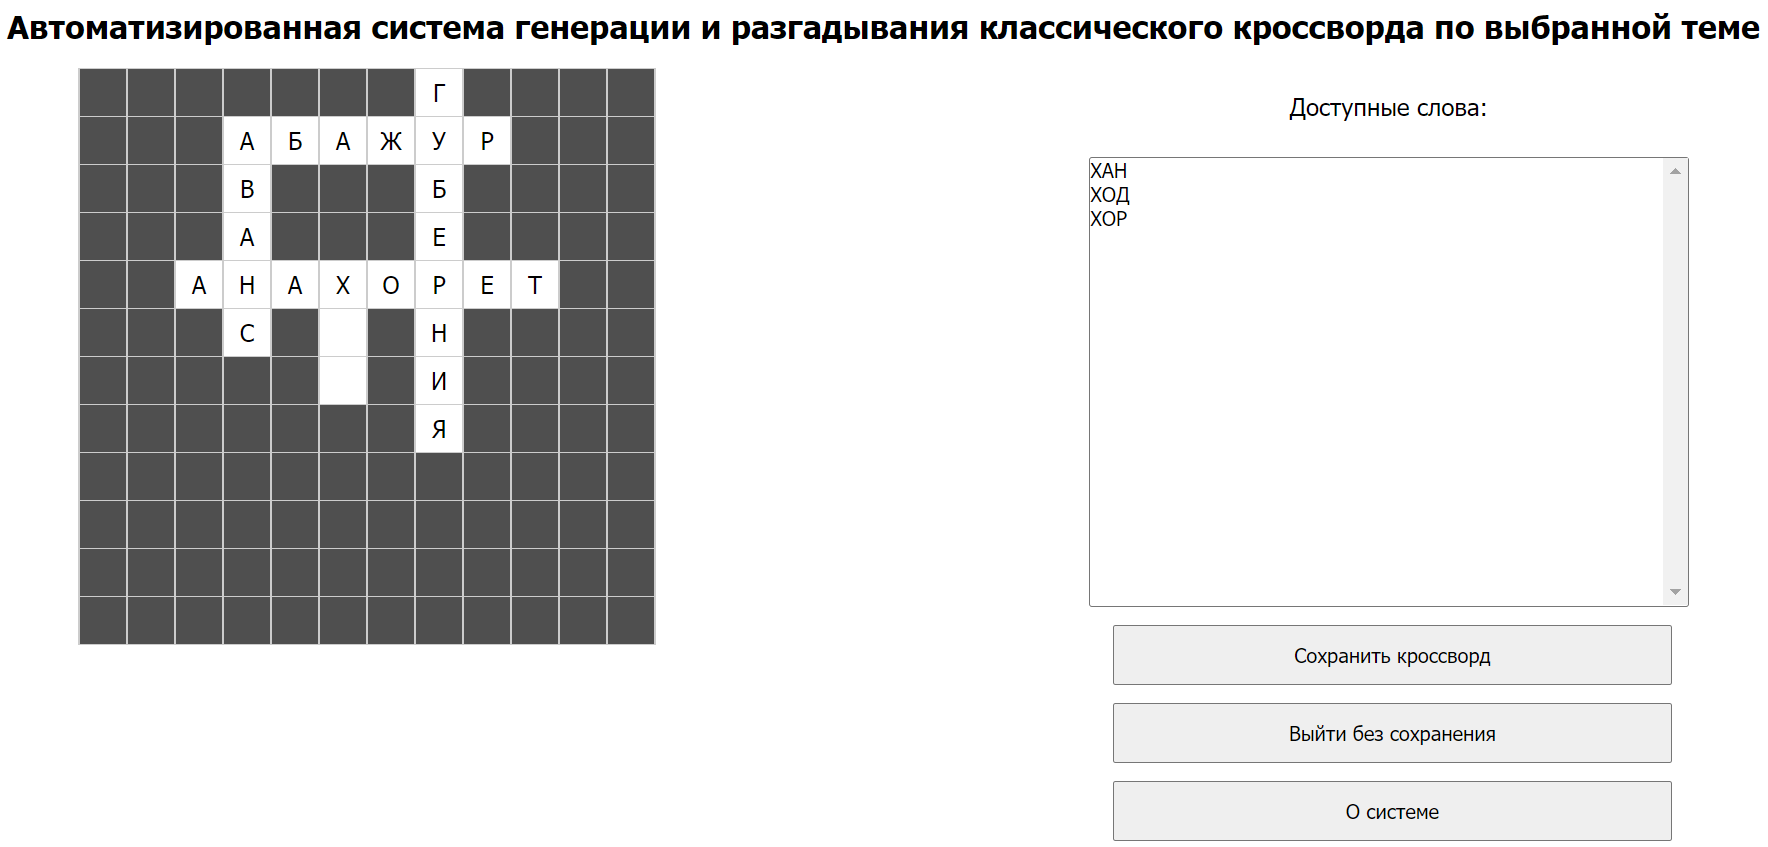 Автоматизированная система генерации и разгадывания классического кроссворда по выбранной теме
Г
А Б А Ж У Р
В Б
А Е
А Н А Х О Р Е Т
С Н
И
Я
Доступные слова:
ХАН
ХОД
ХОР
Сохранить кроссворд
Выйти без сохранения
О системе